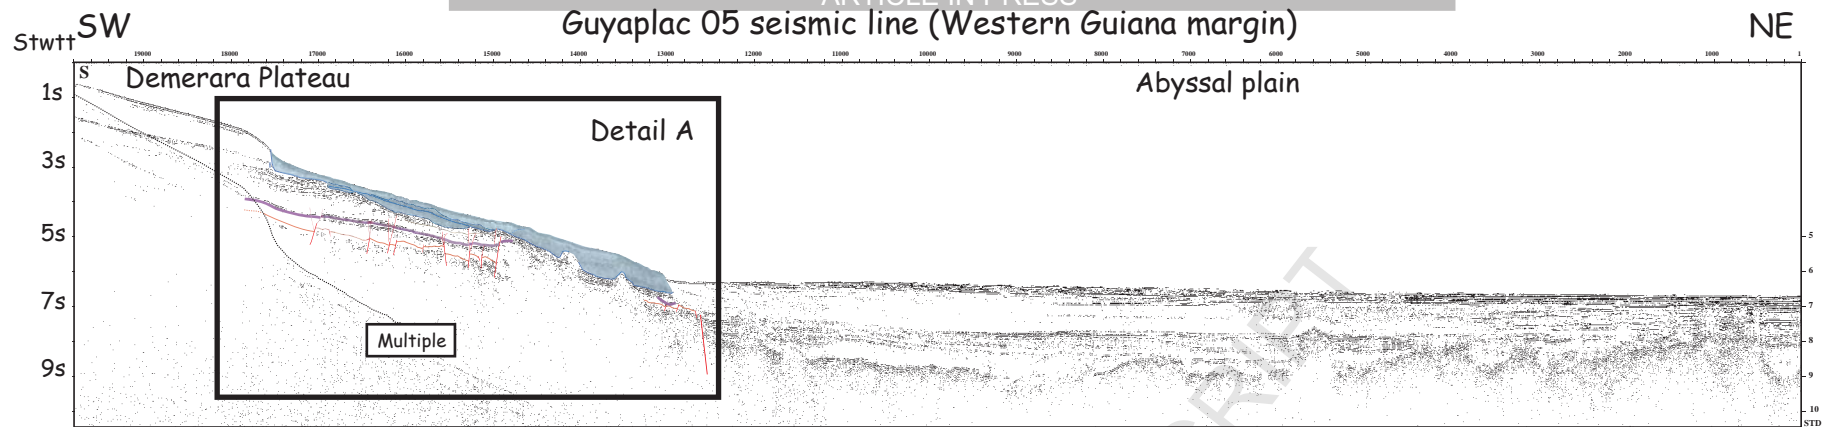 ARTICLE IN PRESS
Guyaplac 05 seismic line (Western Guiana margin)
SW
NE
Stwtt
19000 18000 17000 16000 15000 14000 13000 12000 11000 10000 9000 8000 7000 6000 5000 4000 3000 2000 1000 1
S
Demerara Plateau
Abyssal plain
1s
Detail A
3s
5s
5
6
7s
7
Multiple
8
9s
9
10
STD
SCRIPT